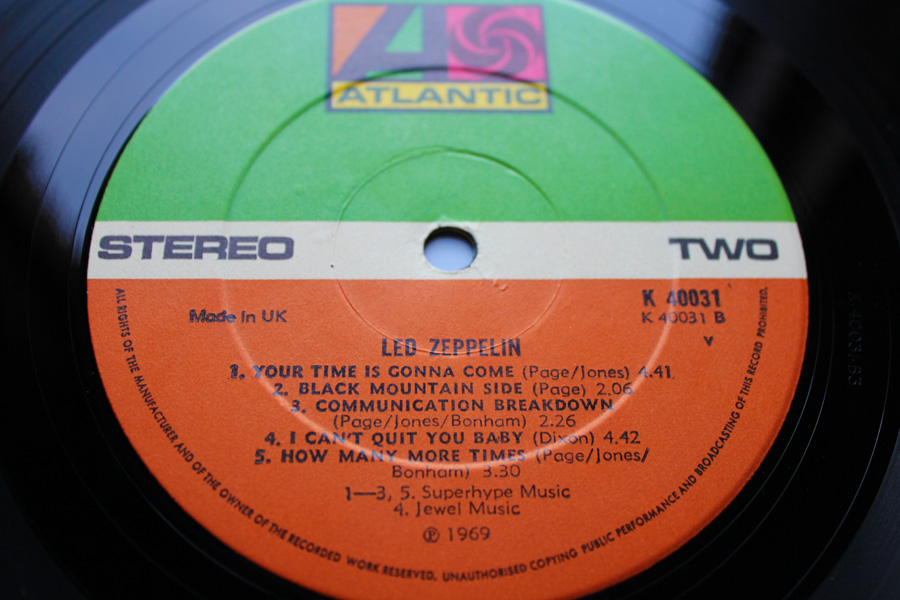 ATLANTIC
STEREO
TWO
Made in UK
K 40031
K 40031 B
v
LED ZEPPELIN
1. YOUR TIME IS GONNA COME (Page/Jones) 4.41
2. BLACK MOUNTAIN SIDE (Page) 2.06
3. COMMUNICATION BREAKDOWN
(Page/Jones/Bonham) 2.26
4. I CAN'T QUIT YOU BABY (Dixon) 4.42
5. HOW MANY MORE TIMES (Page/Jones/
Bonham) 3.30
1—3, 5. Superhype Music
4. Jewel Music
℗ 1969
ALL RIGHTS OF THE MANUFACTURER AND OF THE OWNER OF THE RECORDED WORK RESERVED. UNAUTHORISED COPYING PUBLIC PERFORMANCE AND BROADCASTING OF THIS RECORD PROHIBITED.